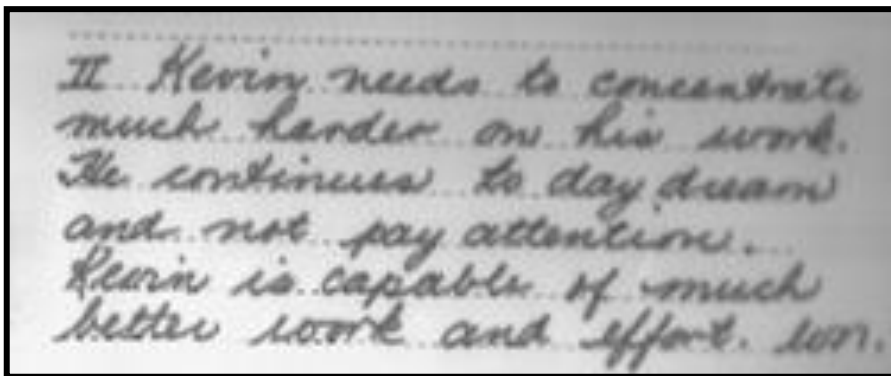 II Kevin needs to concentrate
much harder on his work.
He continues to day dream
and not pay attention.
Kevin is capable of much
better work and effort.